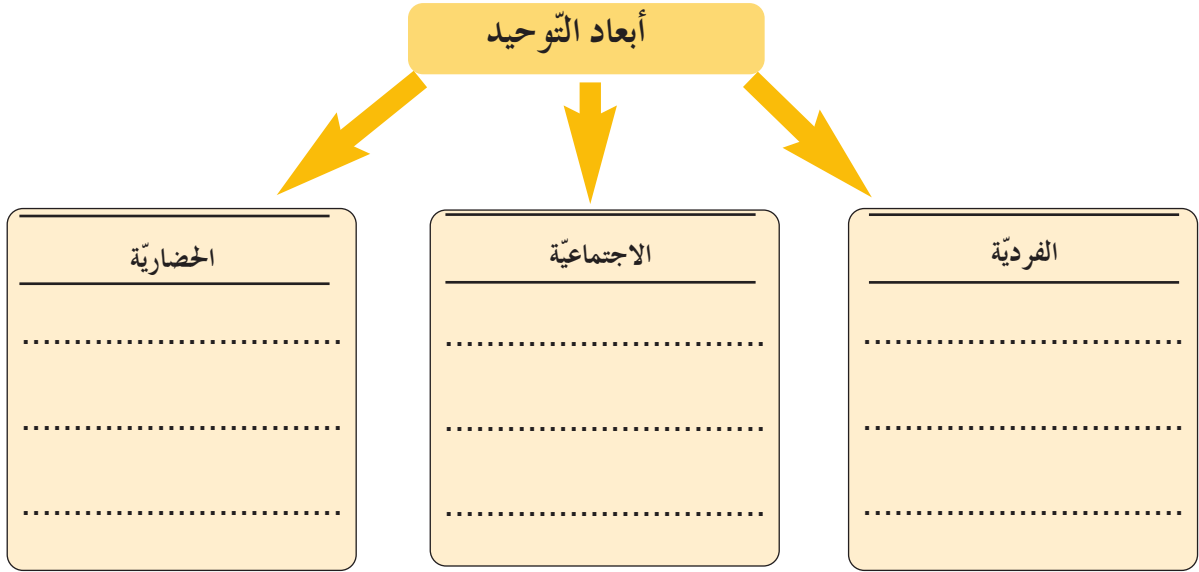 أبعاد التّوحيد
الفرديّة
الاجتماعيّة
الحضاريّة